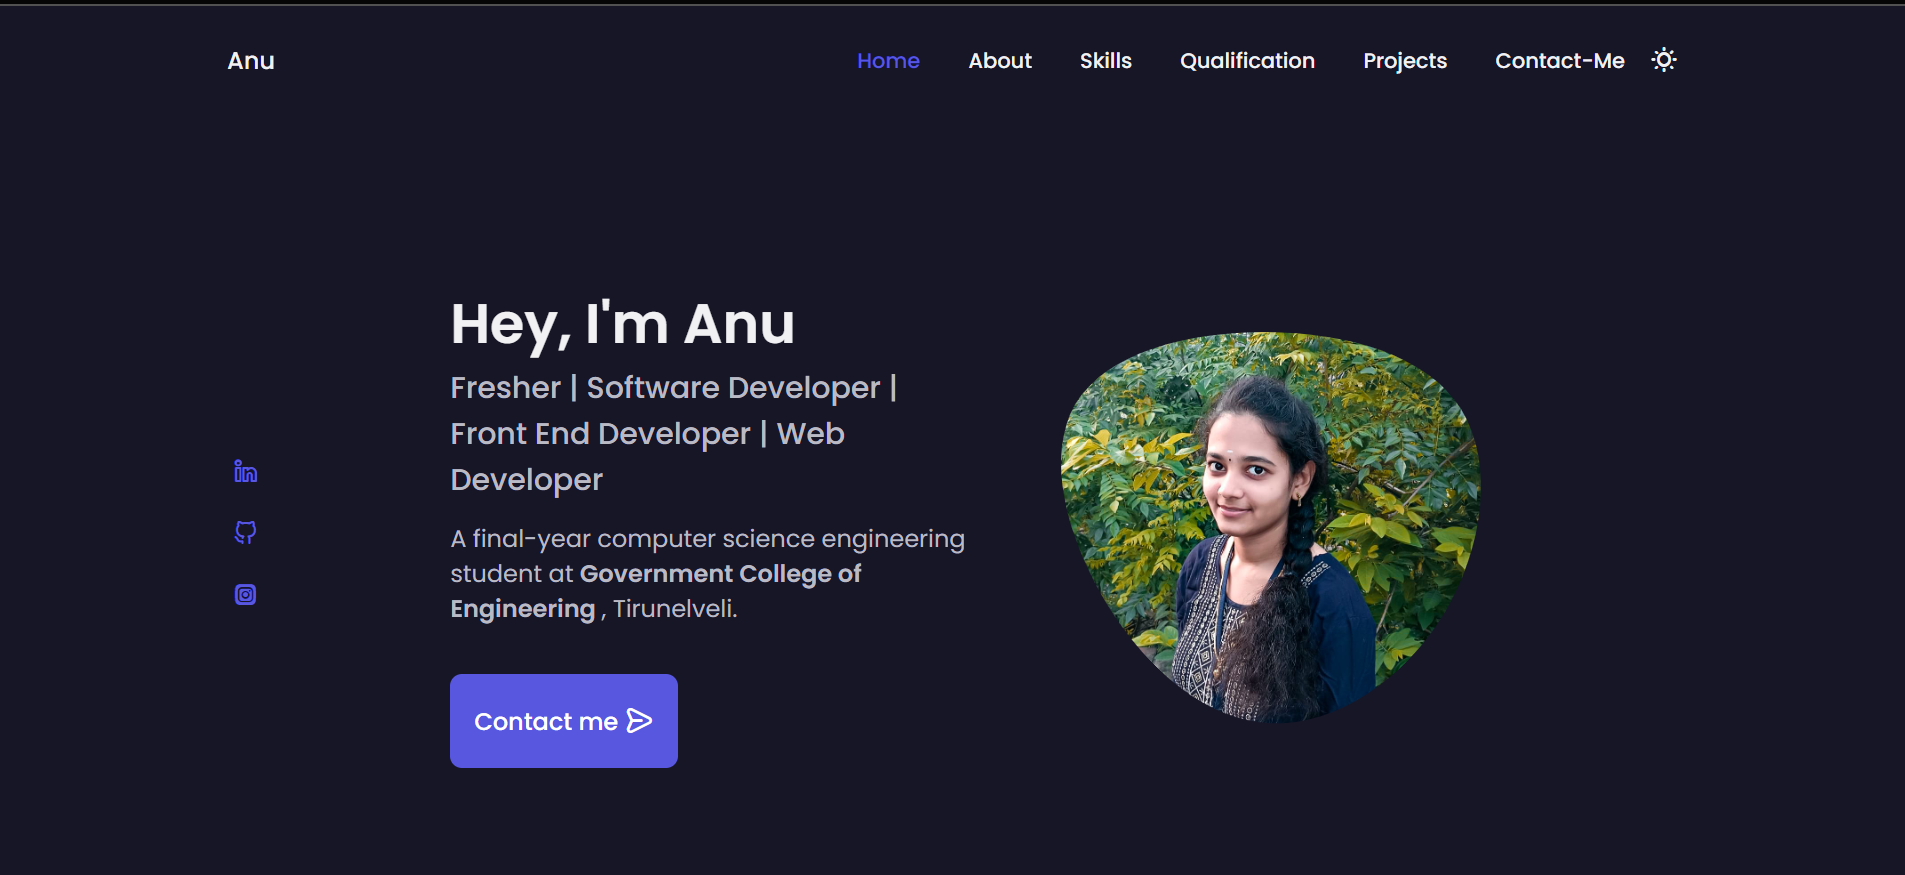 Anu
Home About Skills Qualification Projects Contact-Me
Hey, I'm Anu
Fresher | Software Developer |
Front End Developer | Web
Developer
A final-year computer science engineering
student at Government College of
Engineering , Tirunelveli.
Contact me